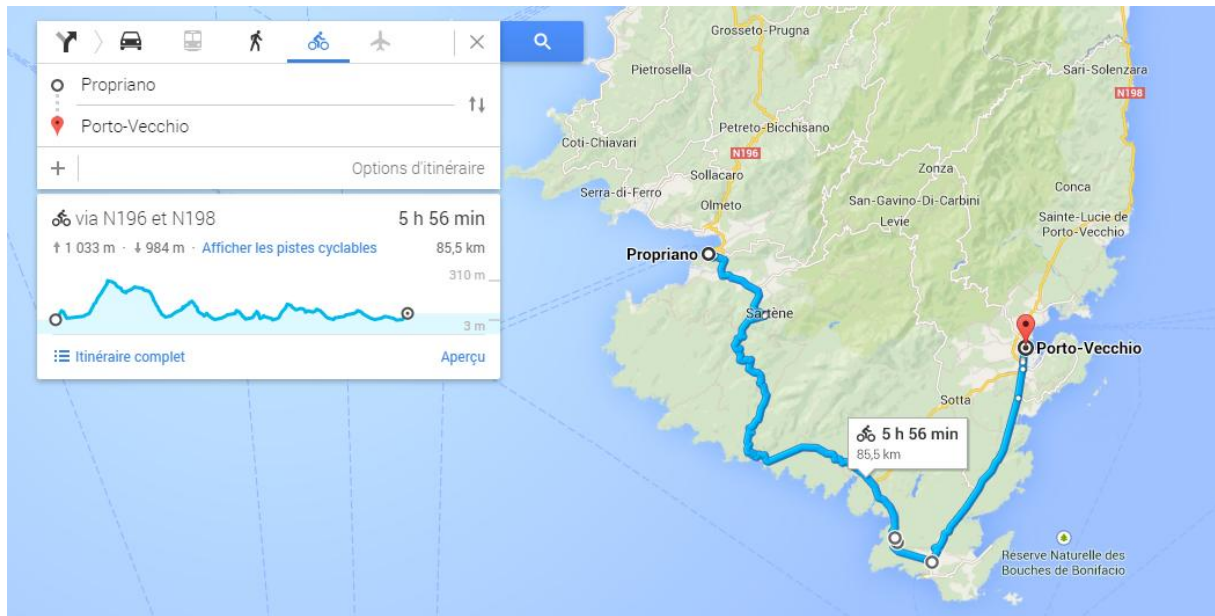 Propriano
Porto-Vecchio
Options d'itinéraire
via N196 et N198
5 h 56 min
1 033 m · 984 m · Afficher les pistes cyclables
85,5 km
310 m
3 m
Itinéraire complet
Aperçu
Grosseto-Prugna
Pietrosella
Sari-Solenzara
N198
Petreto-Bicchisano
Coti-Chiavari
N196
Zonza
Sollacaro
Serra-di-Ferro
Conca
Olmeto
San-Gavino-Di-Carbini
Levie
Sainte-Lucie de
Porto-Vecchio
Propriano
Sartène
Porto-Vecchio
Sotta
5 h 56 min
85,5 km
Reserve Naturelle des
Bouches de Bonifacio